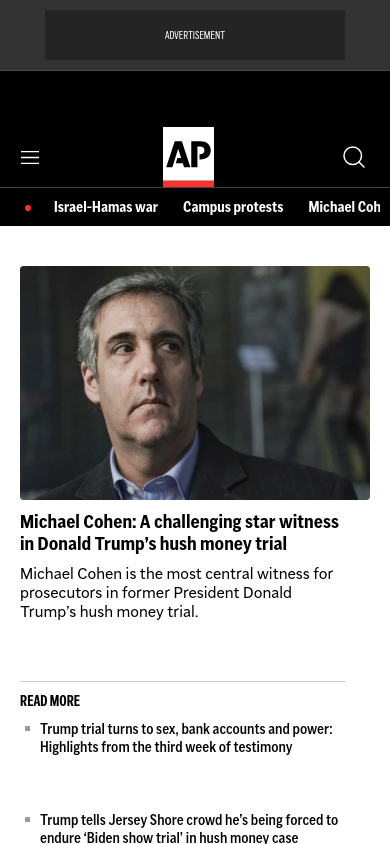 ADVERTISEMENT
AP
Israel-Hamas war Campus protests Michael Coh
Michael Cohen: A challenging star witness
in Donald Trump’s hush money trial
Michael Cohen is the most central witness for
prosecutors in former President Donald
Trump’s hush money trial.
READ MORE
Trump trial turns to sex, bank accounts and power:
Highlights from the third week of testimony
Trump tells Jersey Shore crowd he’s being forced to
endure ‘Biden show trial’ in hush money case